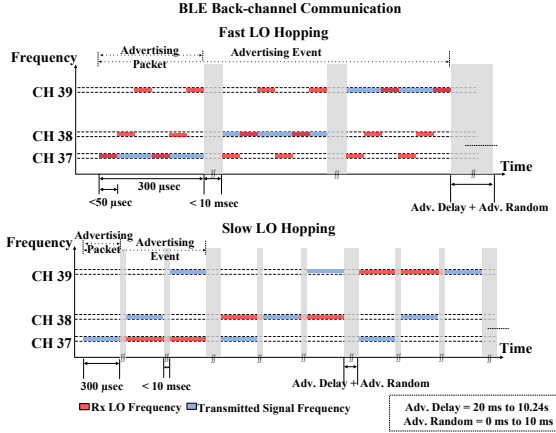 BLE Back-channel Communication
Fast LO Hopping
Frequency
Advertising
Packet
Advertising Event
CH 39
CH 38
CH 37
Time
<50 µsec
300 µsec
< 10 msec
Adv. Delay + Adv. Random
Slow LO Hopping
Frequency
Advertising
Packet
Advertising
Event
CH 39
CH 38
CH 37
Time
300 µsec
< 10 msec
Adv. Delay + Adv. Random
Rx LO Frequency
Transmitted Signal Frequency
Adv. Delay = 20 ms to 10.24s
Adv. Random = 0 ms to 10 ms